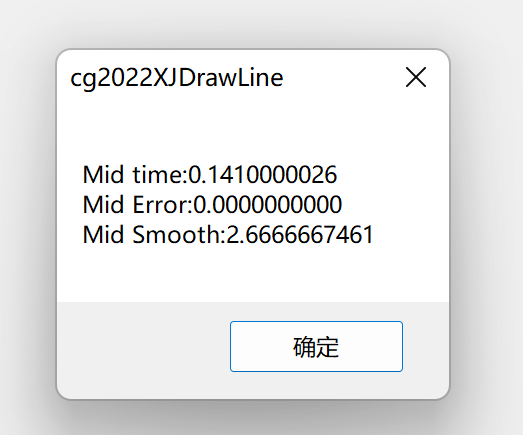 cg2022XJDrawLine
Mid time:0.1410000026
Mid Error:0.0000000000
Mid Smooth:2.6666667461
确定